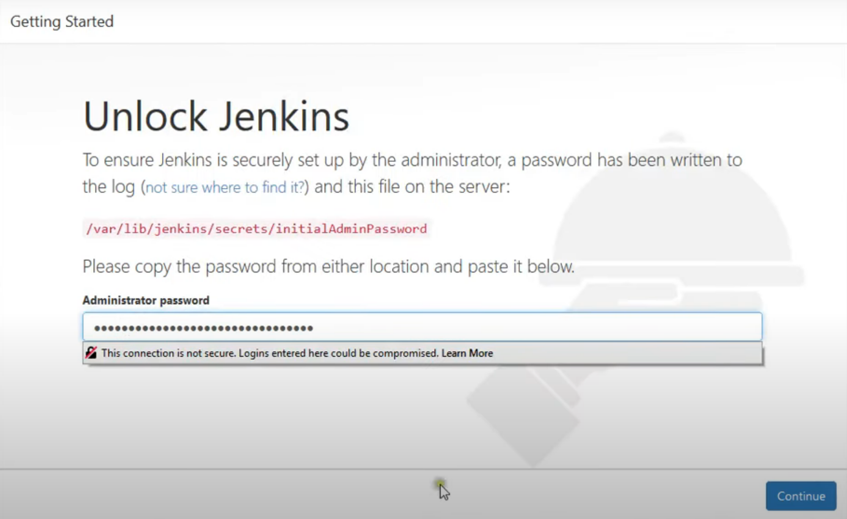 Getting Started
Unlock Jenkins
To ensure Jenkins is securely set up by the administrator, a password has been written to
the log (not sure where to find it?) and this file on the server:
/var/lib/jenkins/secrets/initialAdminPassword
Please copy the password from either location and paste it below.
Administrator password
••••••••••••••••••••••••••••••••
This connection is not secure. Logins entered here could be compromised. Learn More
Continue